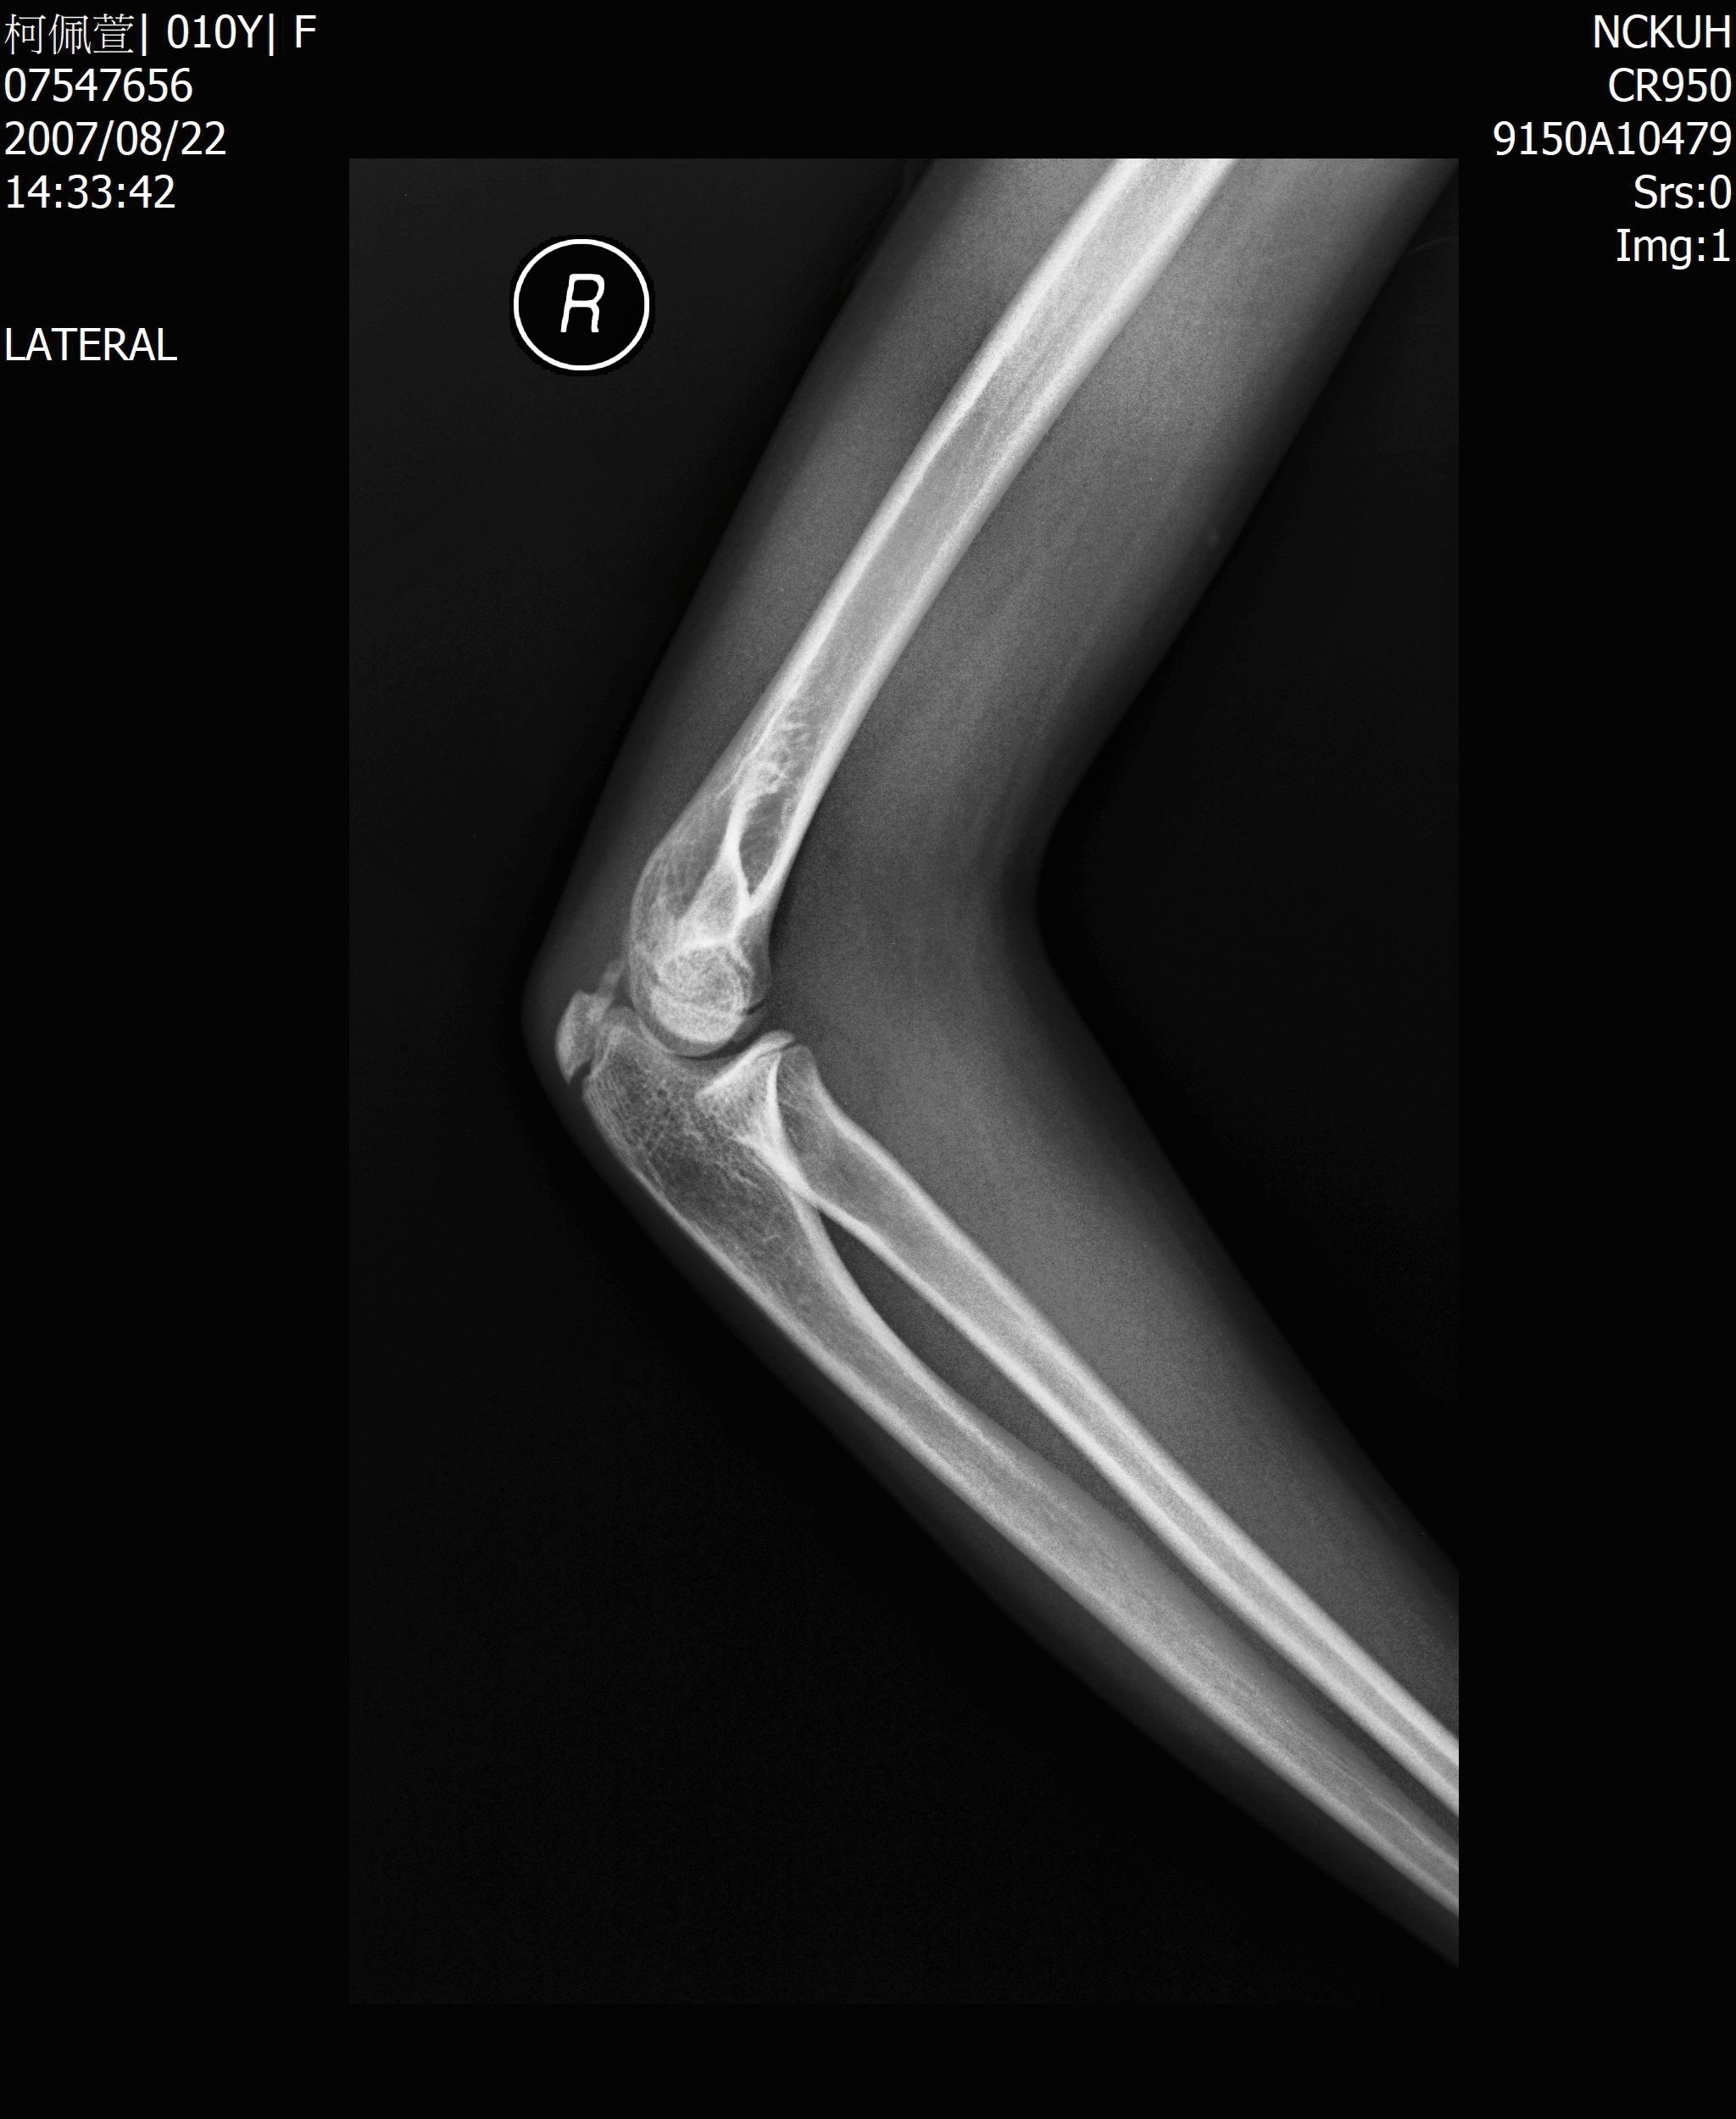 柯佩萱| 010Y| F
07547656
2007/08/22
14:33:42
LATERAL
NCKUH
CR950
9150A10479
Srs:0
Img:1
R